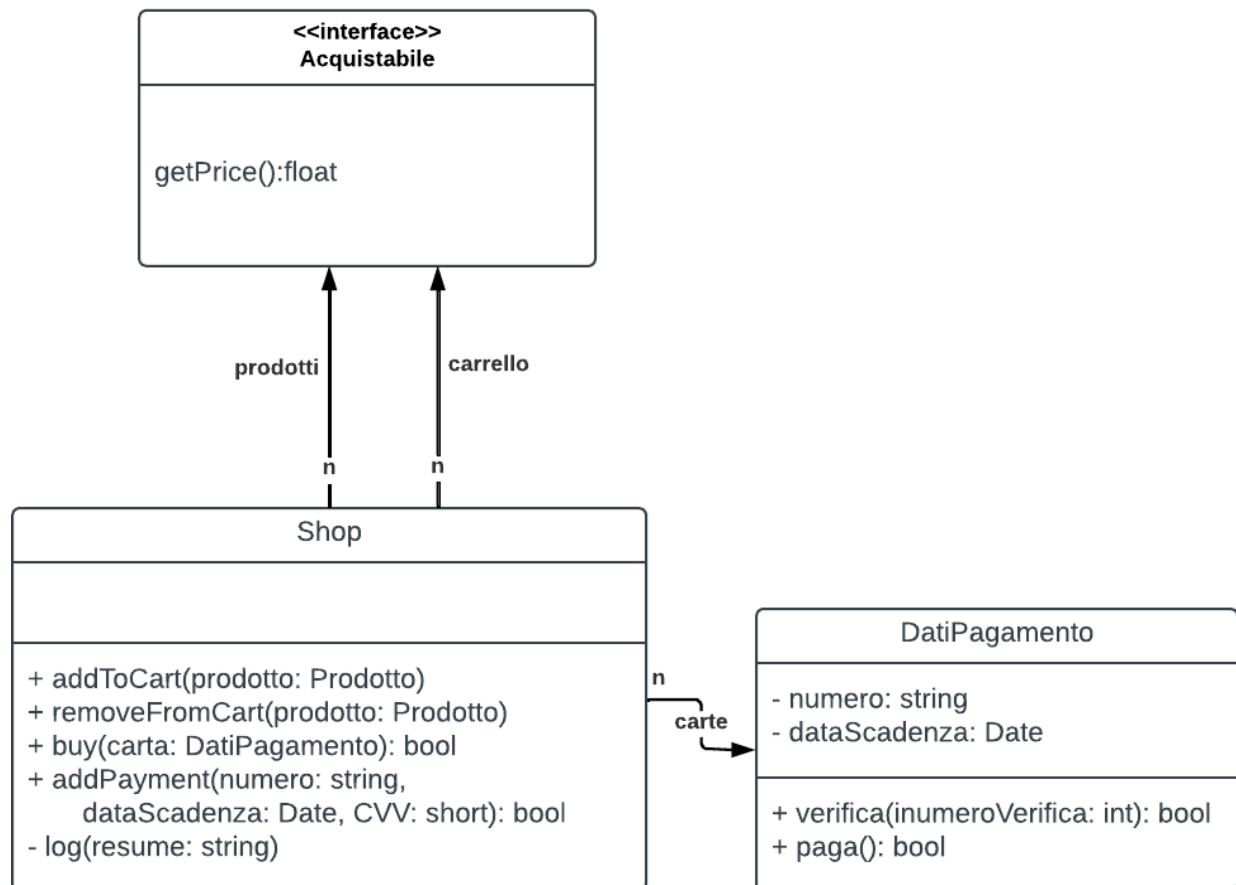 <<interface>>
Acquistabile
getPrice():float
prodotti
carrello
n
n
Shop
+ addToCart(prodotto: Prodotto)
+ removeFromCart(prodotto: Prodotto)
+ buy(carta: DatiPagamento): bool
+ addPayment(numero: string,
dataScadenza: Date, CVV: short): bool
- log(resume: string)
n
carte
DatiPagamento
- numero: string
- dataScadenza: Date
+ verifica(inumeroVerifica: int): bool
+ paga(): bool